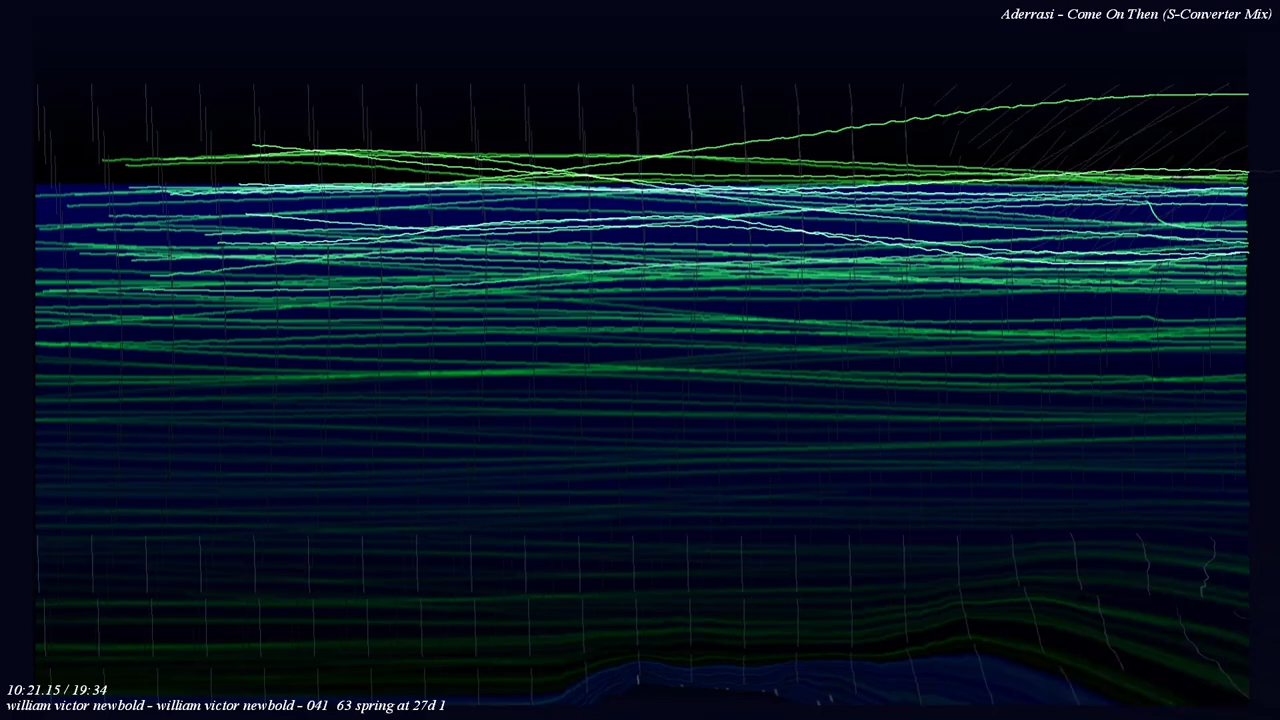 Aderrasi - Come On Then (S-Converter Mix)
10:21.15 / 19:34
william victor newbold - william victor newbold - 041  63 spring at 27d 1